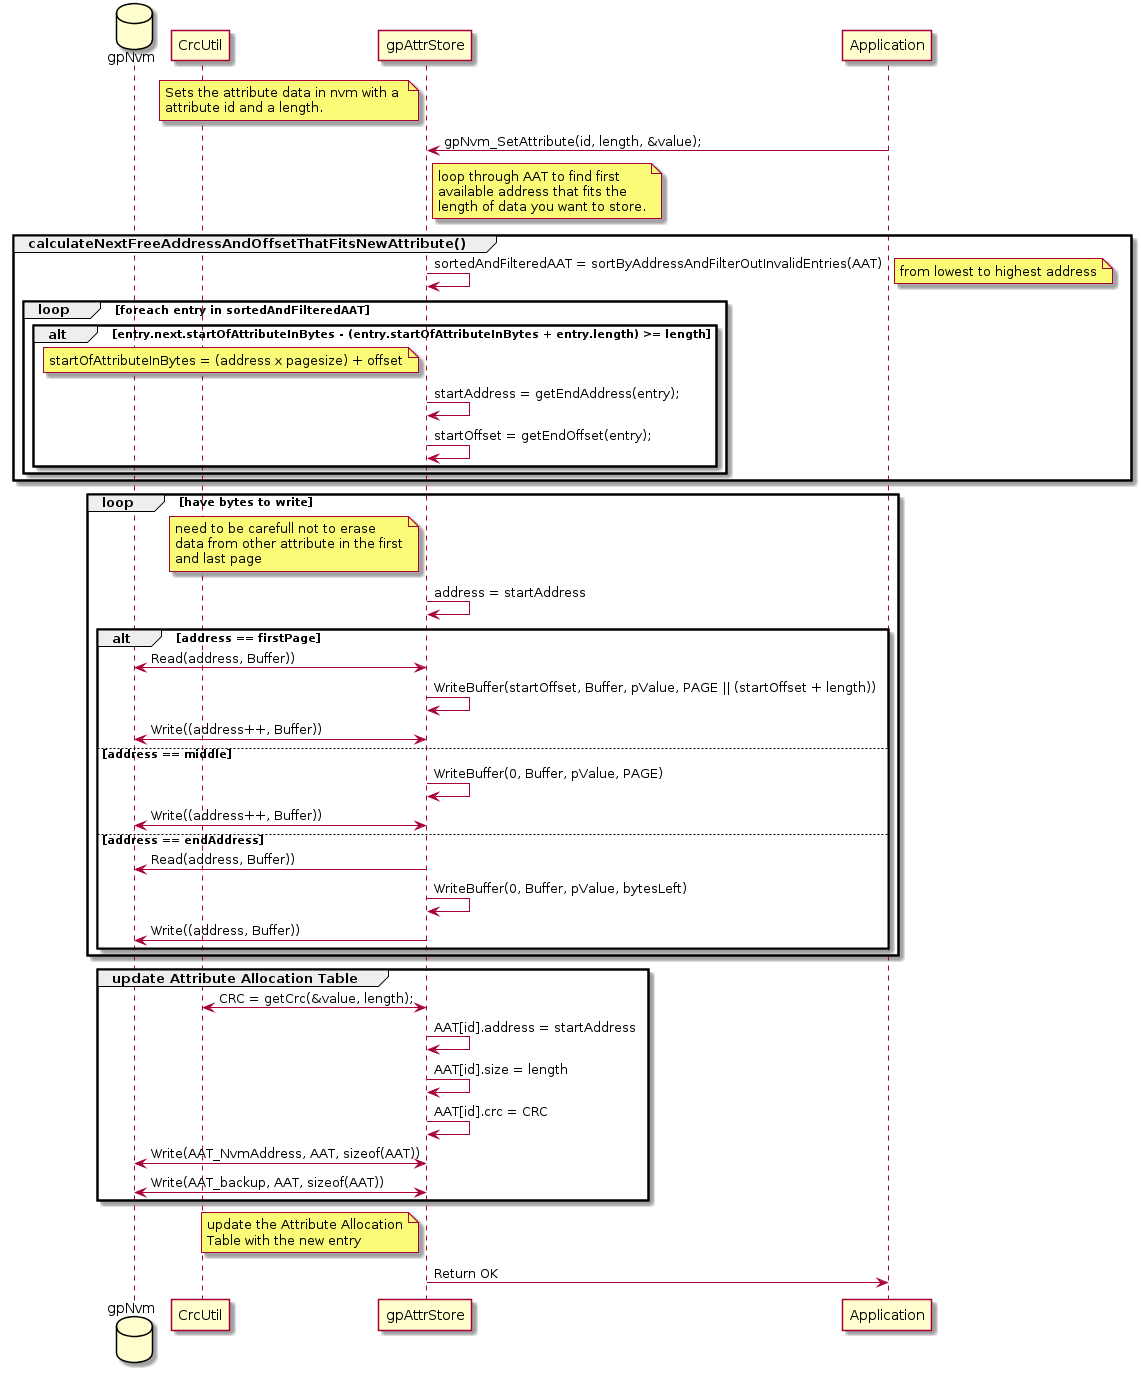 gpNvm
CrcUtil
gpAttrStore
Application
Sets the attribute data in nvm with a
attribute id and a length.
gpNvm_SetAttribute(id, length, &value);
loop through AAT to find first
available address that fits the
length of data you want to store.
calculateNextFreeAddressAndOffsetThatFitsNewAttribute()
sortedAndFilteredAAT = sortByAddressAndFilterOutInvalidEntries(AAT)
from lowest to highest address
loop [foreach entry in sortedAndFilteredAAT]
alt [entry.next.startOfAttributeInBytes - (entry.startOfAttributeInBytes + entry.length) >= length]
startOfAttributeInBytes = (address x pagesize) + offset
startAddress = getEndAddress(entry);
startOffset = getEndOffset(entry);
loop [have bytes to write]
need to be carefull not to erase
data from other attribute in the first
and last page
address = startAddress
alt [address == firstPage]
Read(address, Buffer))
WriteBuffer(startOffset, Buffer, pValue, PAGE || (startOffset + length))
Write((address++, Buffer))
[address == middle]
WriteBuffer(0, Buffer, pValue, PAGE)
Write((address++, Buffer))
[address == endAddress]
Read(address, Buffer))
WriteBuffer(0, Buffer, pValue, bytesLeft)
Write((address, Buffer))
update Attribute Allocation Table
CRC = getCrc(&value, length);
AAT[id].address = startAddress
AAT[id].size = length
AAT[id].crc = CRC
Write(AAT_NvmAddress, AAT, sizeof(AAT))
Write(AAT_backup, AAT, sizeof(AAT))
update the Attribute Allocation
Table with the new entry
Return OK
gpNvm
CrcUtil
gpAttrStore
Application